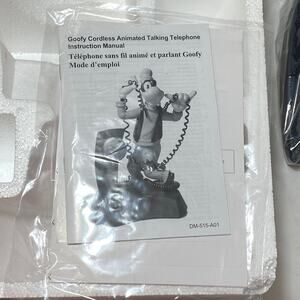 Goofy Cordless Animated Talking Telephone
Instruction Manual
Téléphone sans fil animé et parlant Goofy
Mode d'emploi
DM-515-A01